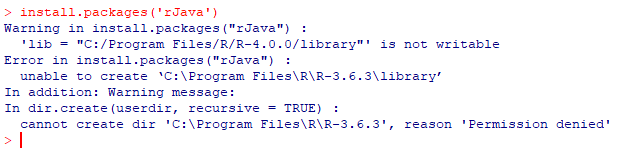 > install.packages('rJava')
Warning in install.packages("rJava") :
  'lib = "C:/Program Files/R/R-4.0.0/library"' is not writable
Error in install.packages("rJava") :
  unable to create ‘C:\Program Files\R\R-3.6.3\library’
In addition: Warning message:
In dir.create(userdir, recursive = TRUE) :
  cannot create dir 'C:\Program Files\R\R-3.6.3', reason 'Permission denied'
>